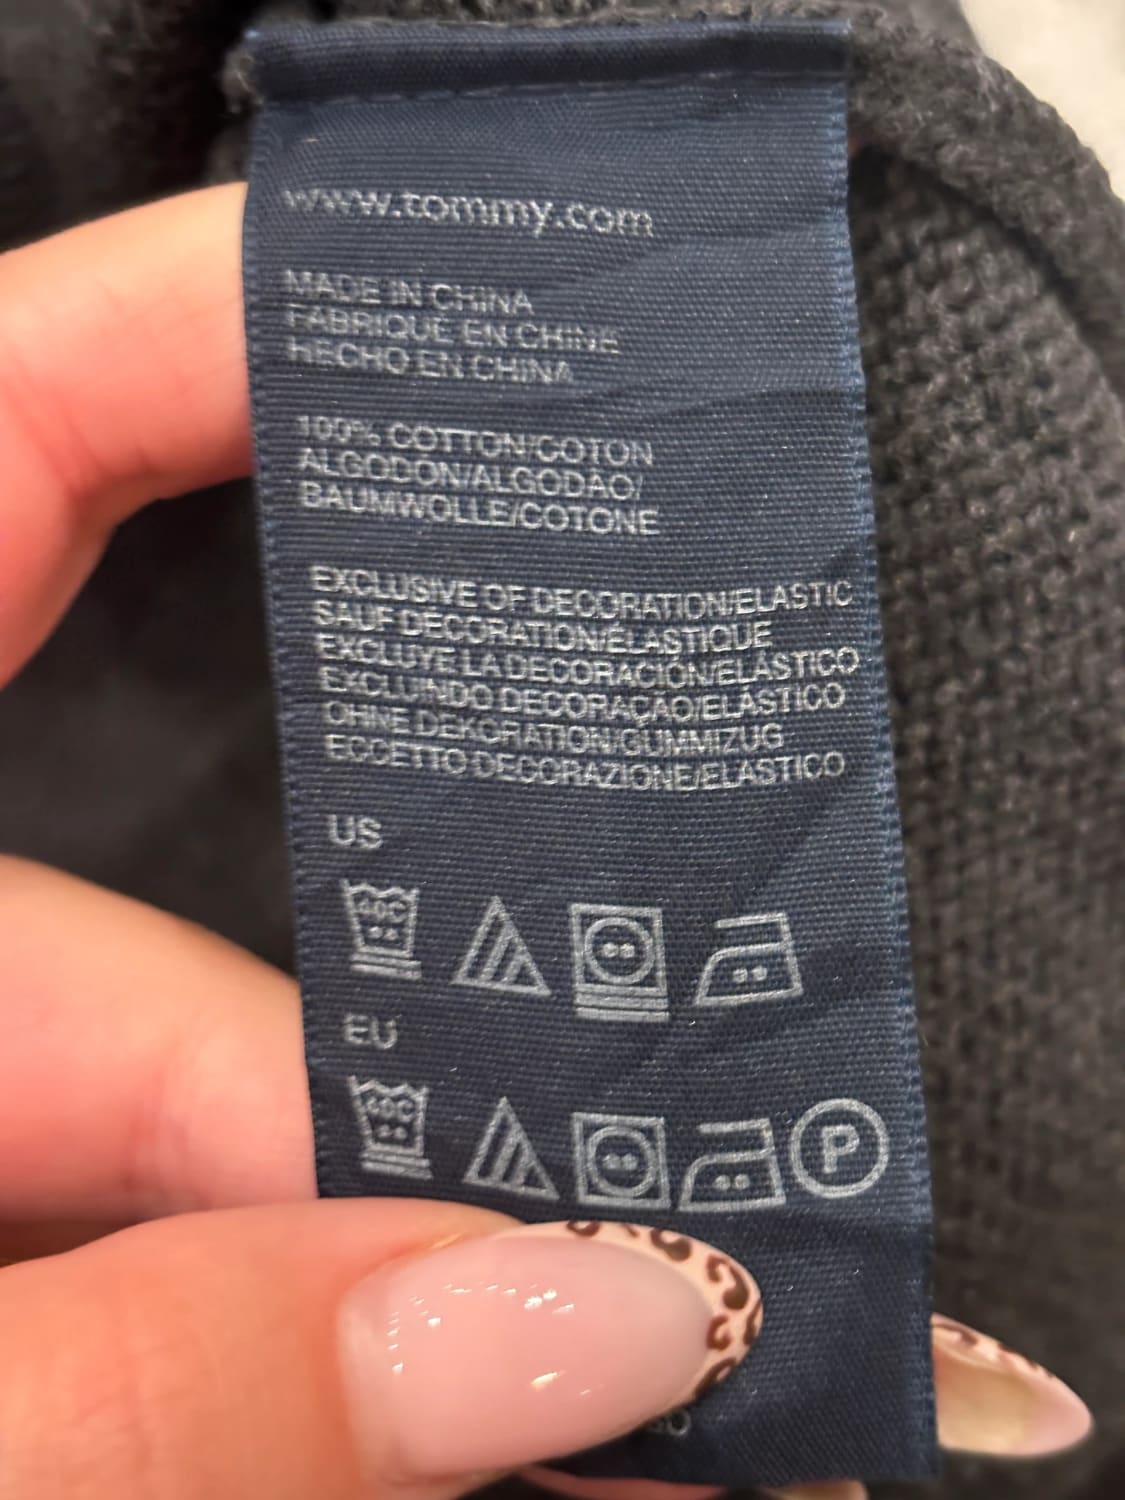 www.tommy.com
MADE IN CHINA
FABRIQUE EN CHINE
HECHO EN CHINA
100% COTTON/COTON
ALGODON/ALGODAO/
BAUMWOLLE/COTONE
EXCLUSIVE OF DECORATION/ELASTIC
SAUF DECORATION/ÉLASTIQUE
EXCLUYE LA DECORACIÓN/ELÁSTICO
EXCLUINDO DECORAÇAO/ELÁSTICO
OHNE DEKORATION/GUMMIZUG
ECCETTO DECORAZIONE/ELASTICO
US
EU
P